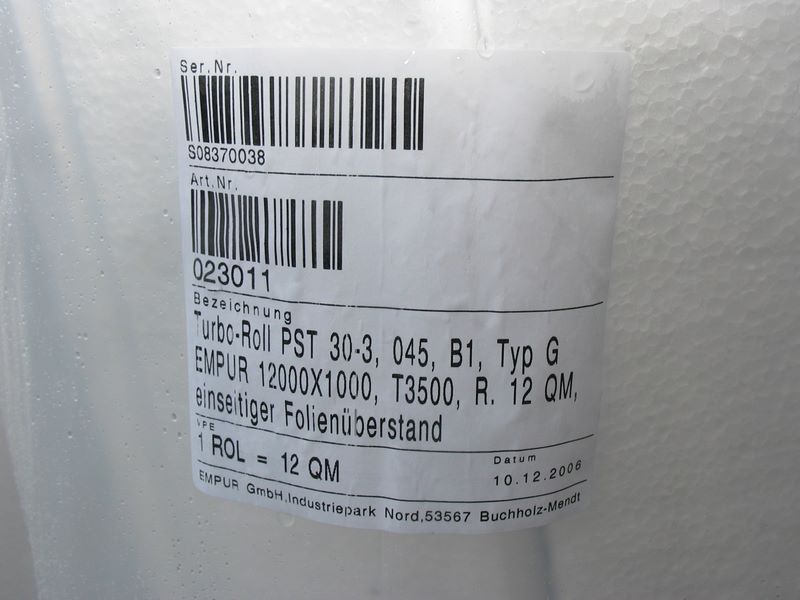 Ser.Nr.
S08370038
Art.Nr.
023011
Bezeichnung
Turbo-Roll PST 30-3, 045, B1, Typ G
EMPUR 12000X1000, T3500, R. 12 QM,
einseitiger Folienüberstand
VPE
1 ROL = 12 QM
Datum
10.12.2006
EMPUR GmbH,Industriepark Nord,53567 Buchholz-Mendt